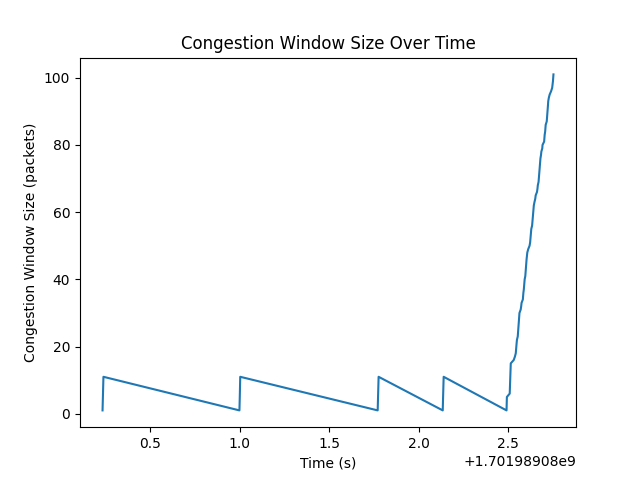 Congestion Window Size Over Time
Congestion Window Size (packets)
100
80
60
40
20
0
0.5 1.0 1.5 2.0 2.5
Time (s)
+1.70198908e9